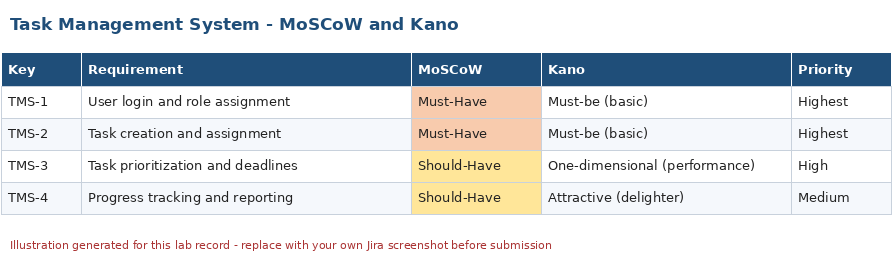 Task Management System - MoSCoW and Kano
Key Requirement MoSCoW Kano Priority
TMS-1 User login and role assignment Must-Have Must-be (basic) Highest
TMS-2 Task creation and assignment Must-Have Must-be (basic) Highest
TMS-3 Task prioritization and deadlines Should-Have One-dimensional (performance) High
TMS-4 Progress tracking and reporting Should-Have Attractive (delighter) Medium
Illustration generated for this lab record - replace with your own Jira screenshot before submission